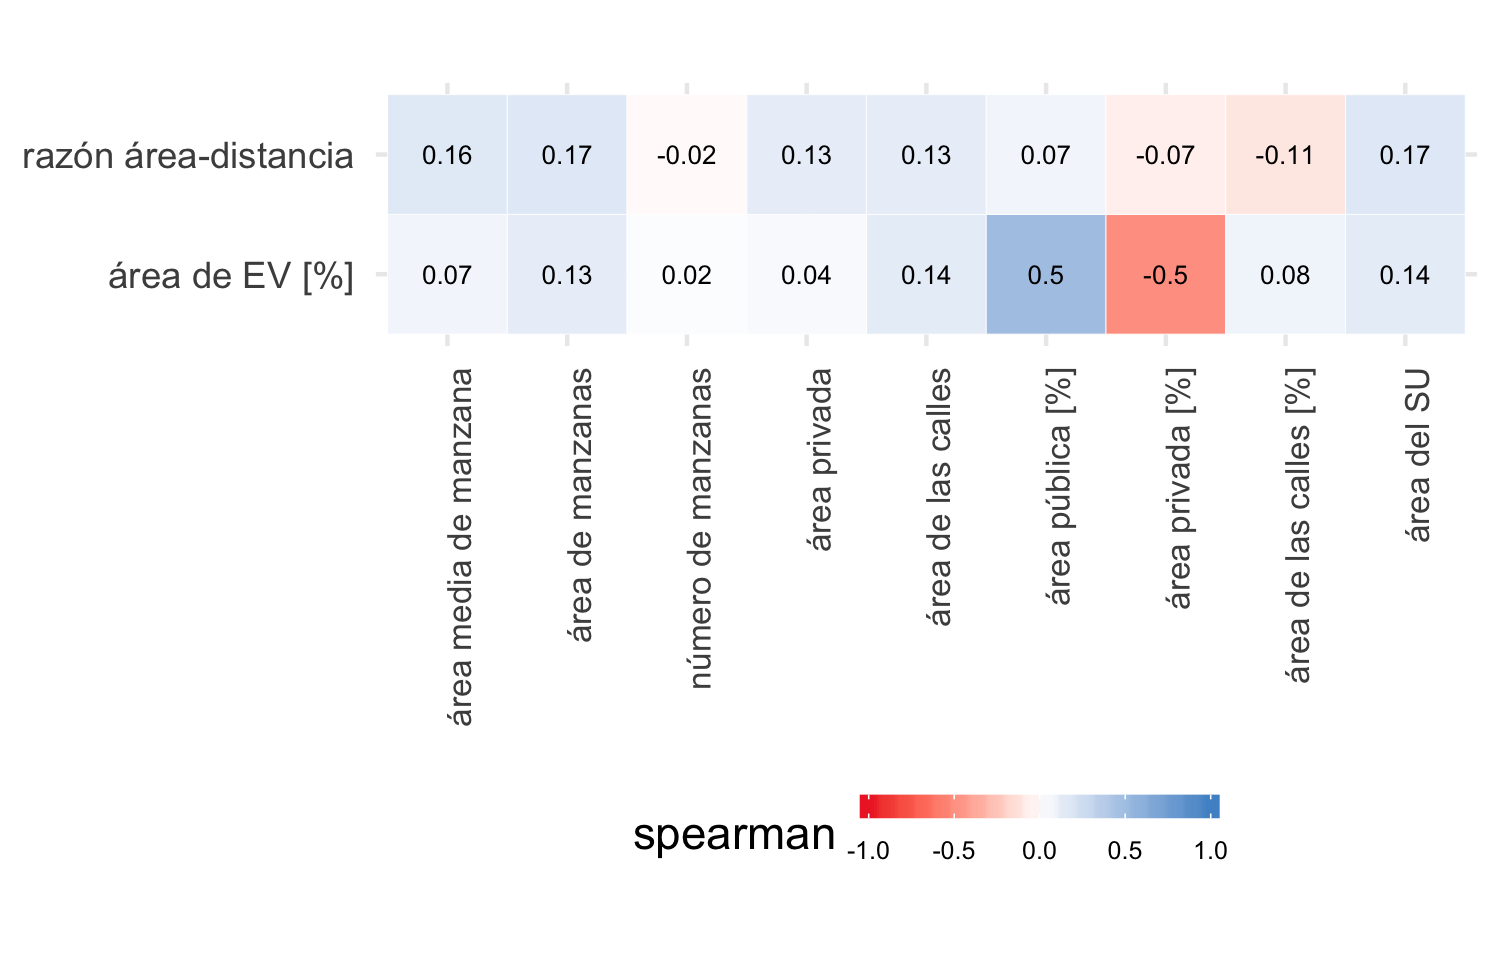 razón área-distancia
0.16 0.17 -0.02 0.13 0.13 0.07 -0.07 -0.11 0.17
área de EV [%]
0.07 0.13 0.02 0.04 0.14 0.5 -0.5 0.08 0.14
área media de manzana
área de manzanas
número de manzanas
área privada
área de las calles
área pública [%]
área privada [%]
área de las calles [%]
área del SU
spearman
-1.0 -0.5 0.0 0.5 1.0